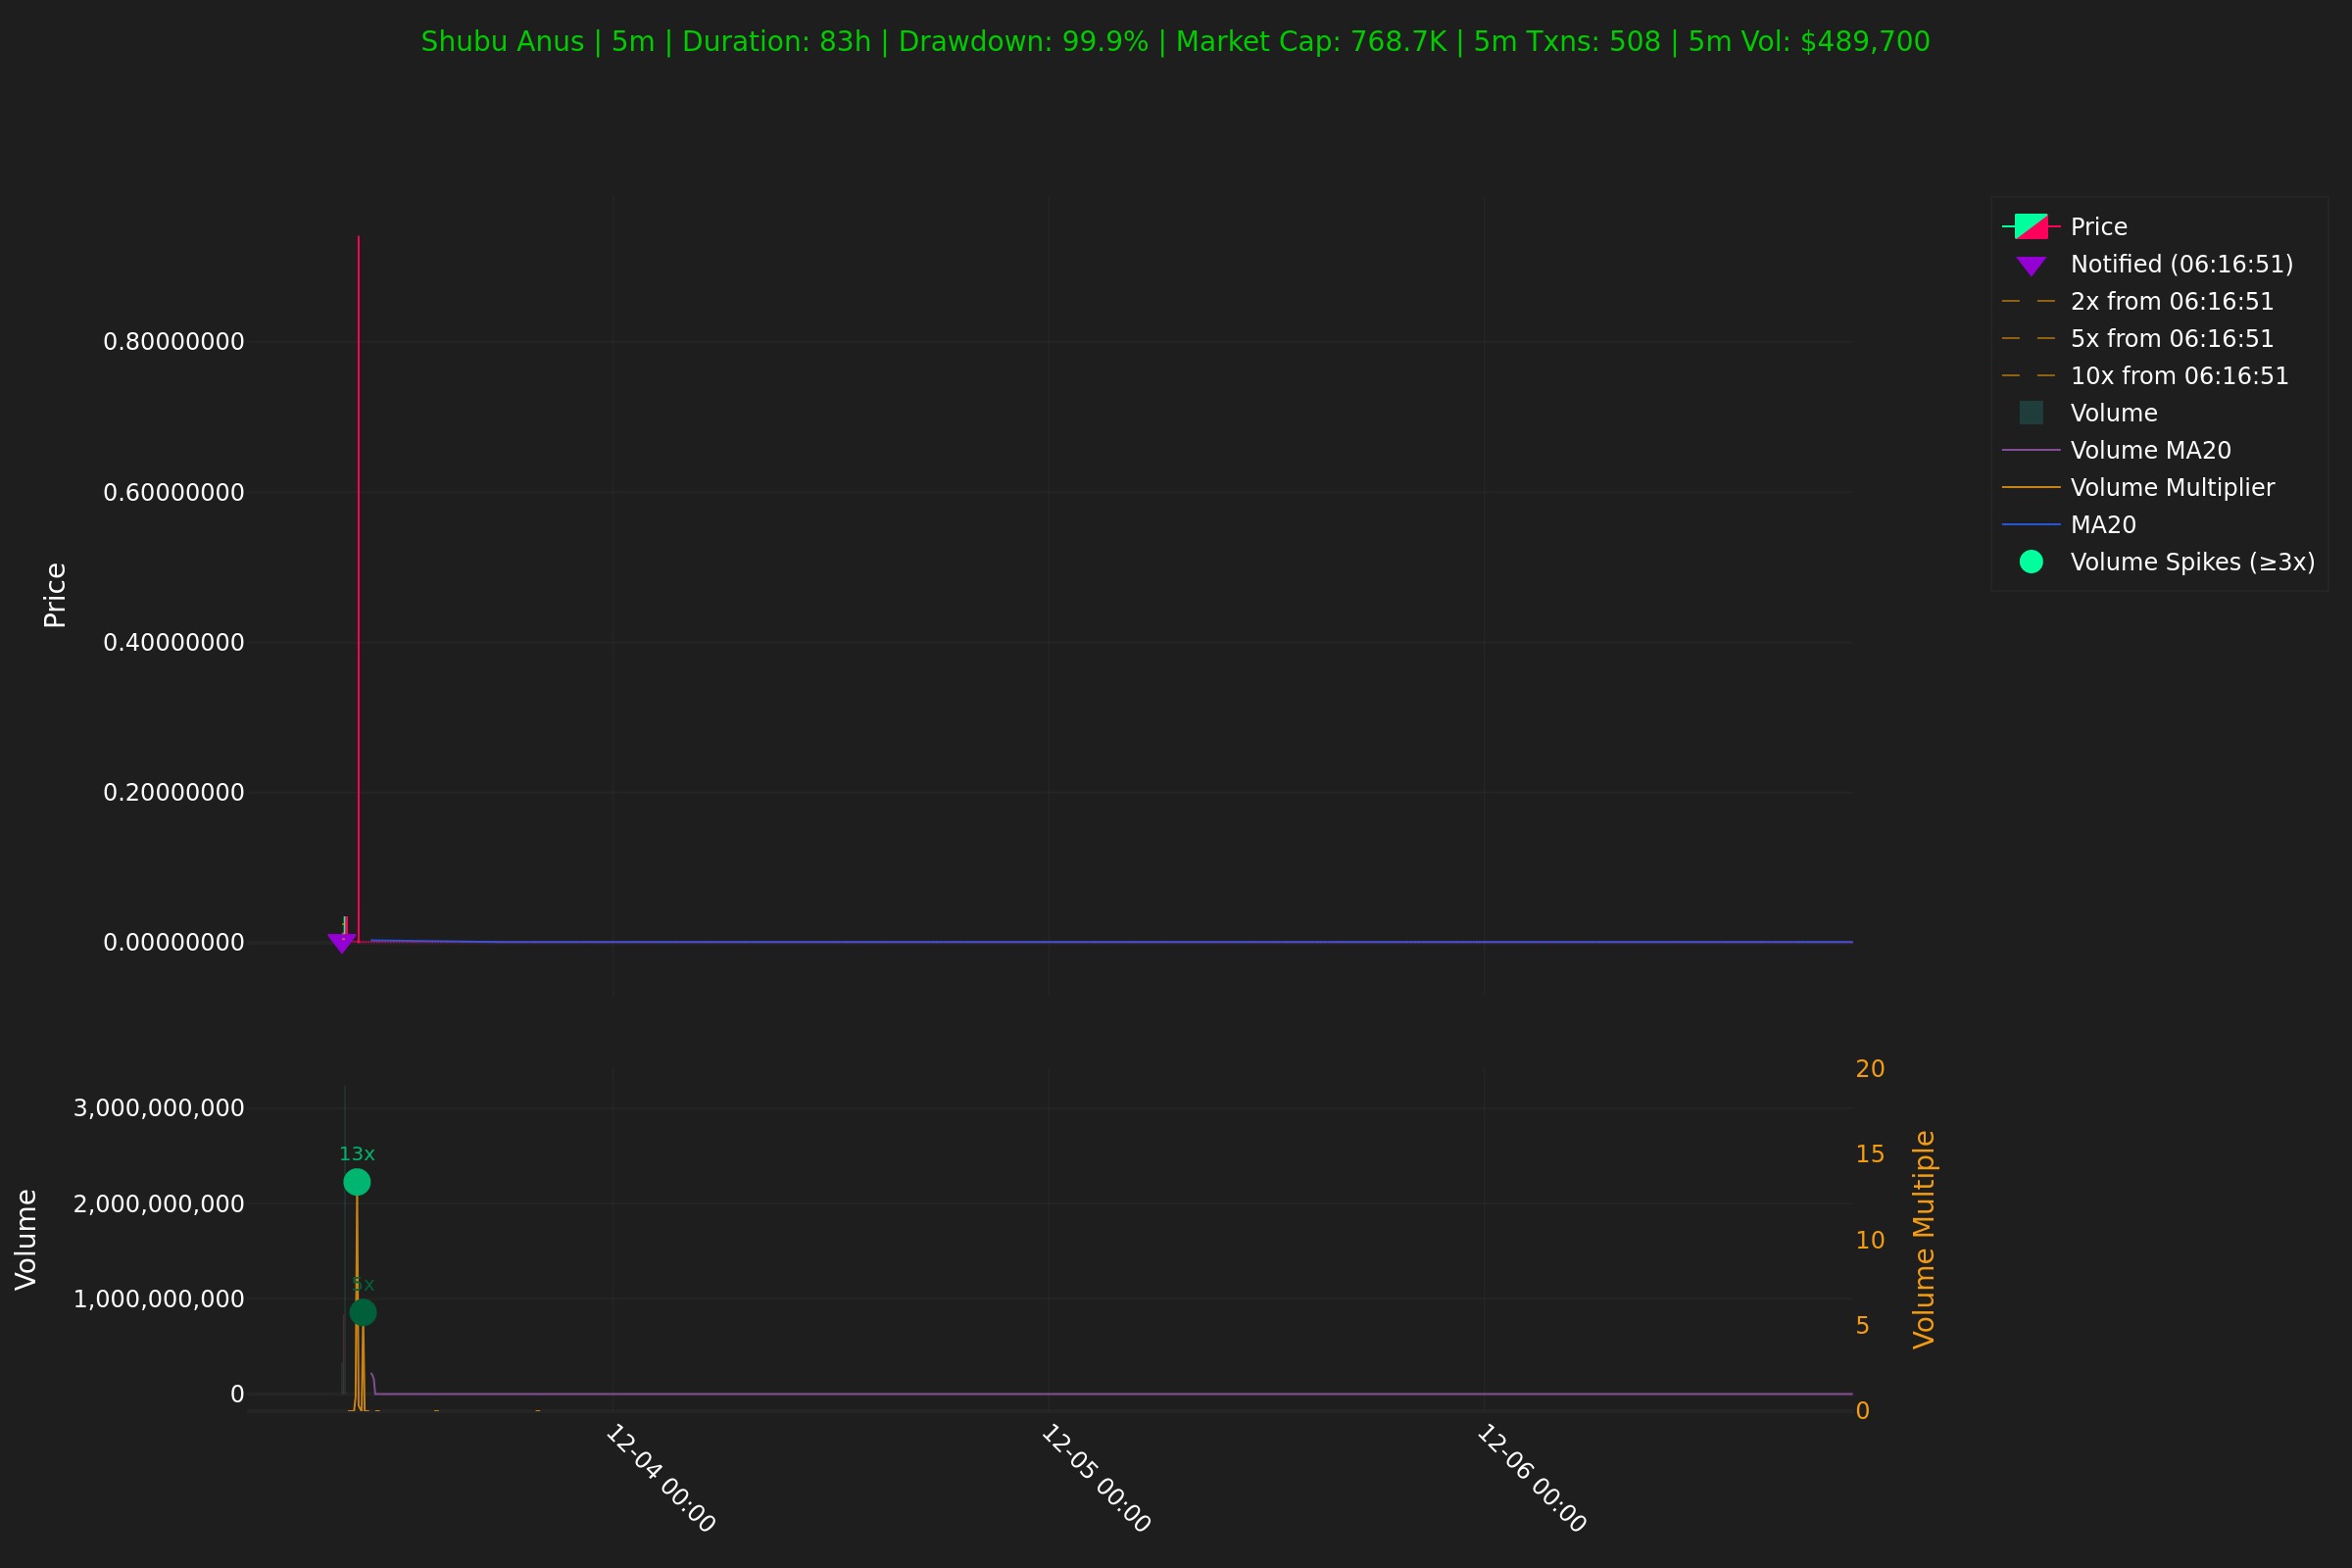 Shubu Anus | 5m | Duration: 83h | Drawdown: 99.9% | Market Cap: 768.7K | 5m Txns: 508 | 5m Vol: $489,700
Price
0.80000000
0.60000000
0.40000000
0.20000000
0.00000000
Price
Notified (06:16:51)
2x from 06:16:51
5x from 06:16:51
10x from 06:16:51
Volume
Volume MA20
Volume Multiplier
MA20
Volume Spikes (≥3x)
Volume
3,000,000,000
2,000,000,000
1,000,000,000
0
13x
5x
20
15
10
5
0
Volume Multiple
12-04 00:00
12-05 00:00
12-06 00:00